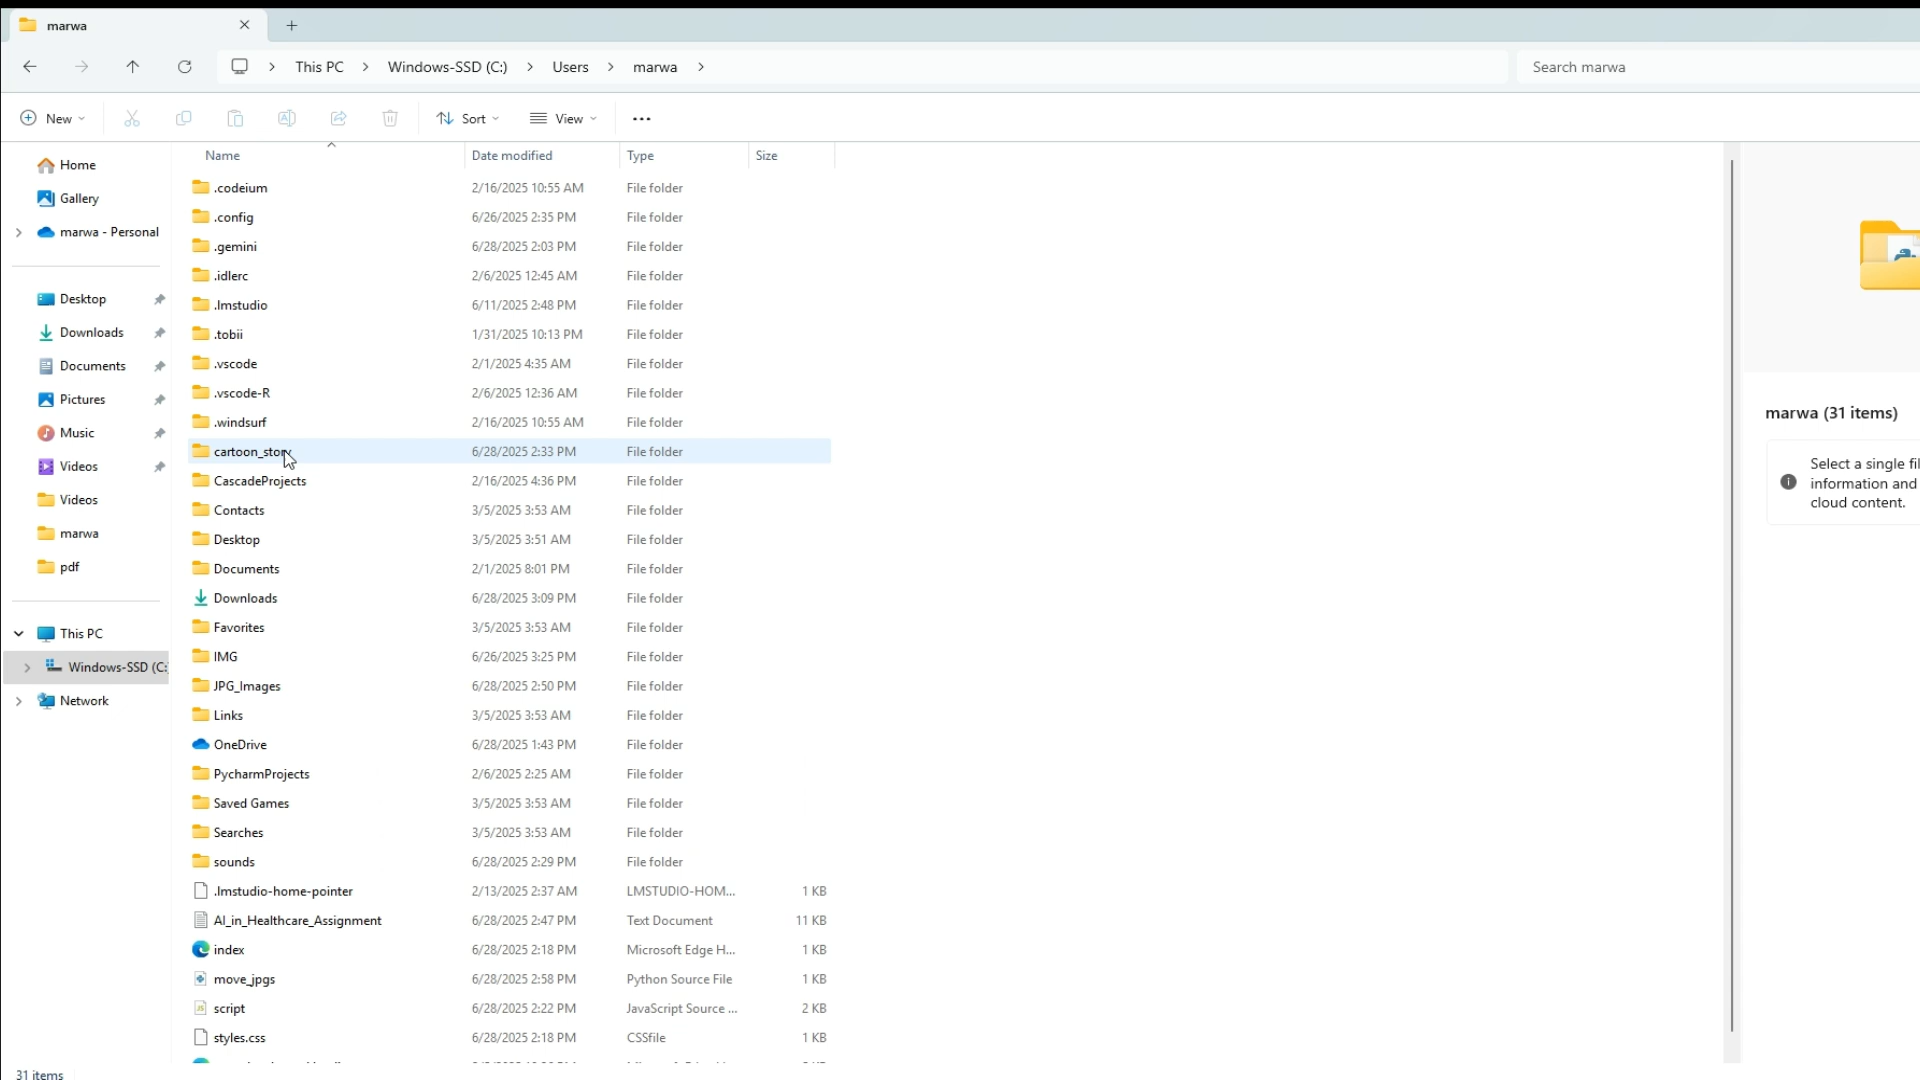 marwa
This PC > Windows-SSD (C:) > Users > marwa >
Search marwa
New
Sort
View
Name Date modified Type Size
Home
Gallery
marwa - Personal
Desktop
Downloads
Documents
Pictures
Music
Videos
Videos
marwa
pdf
This PC
Windows-SSD (C:
Network
.codeium 2/16/2025 10:55 AM File folder
.config 6/26/2025 2:35 PM File folder
.gemini 6/28/2025 2:03 PM File folder
.idlerc 2/6/2025 12:45 AM File folder
.lmstudio 6/11/2025 2:48 PM File folder
.tobii 1/31/2025 10:13 PM File folder
.vscode 2/1/2025 4:35 AM File folder
.vscode-R 2/6/2025 12:36 AM File folder
.windsurf 2/16/2025 10:55 AM File folder
cartoon_story 6/28/2025 2:33 PM File folder
CascadeProjects 2/16/2025 4:36 PM File folder
Contacts 3/5/2025 3:53 AM File folder
Desktop 3/5/2025 3:51 AM File folder
Documents 2/1/2025 8:01 PM File folder
Downloads 6/28/2025 3:09 PM File folder
Favorites 3/5/2025 3:53 AM File folder
IMG 6/26/2025 3:25 PM File folder
JPG_Images 6/28/2025 2:50 PM File folder
Links 3/5/2025 3:53 AM File folder
OneDrive 6/28/2025 1:43 PM File folder
PycharmProjects 2/6/2025 2:25 AM File folder
Saved Games 3/5/2025 3:53 AM File folder
Searches 3/5/2025 3:53 AM File folder
sounds 6/28/2025 2:29 PM File folder
.lmstudio-home-pointer 2/13/2025 2:37 AM LMSTUDIO-HOM... 1 KB
AI_in_Healthcare_Assignment 6/28/2025 2:47 PM Text Document 11 KB
index 6/28/2025 2:18 PM Microsoft Edge H... 1 KB
move_jpgs 6/28/2025 2:58 PM Python Source File 1 KB
script 6/28/2025 2:22 PM JavaScript Source ... 2 KB
styles.css 6/28/2025 2:18 PM CSSfile 1 KB
marwa (31 items)
Select a single fil
information and
cloud content.
31 items